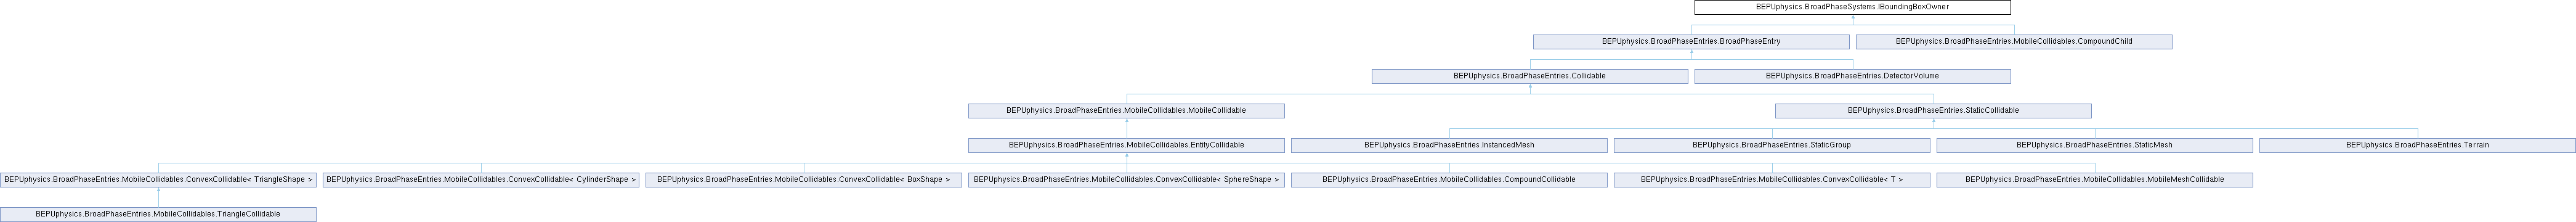 BEPUphysics.BroadPhaseSystems.IBoundingBoxOwner
BEPUphysics.BroadPhaseEntries.BroadPhaseEntry
BEPUphysics.BroadPhaseEntries.MobileCollidables.CompoundChild
BEPUphysics.BroadPhaseEntries.Collidable
BEPUphysics.BroadPhaseEntries.DetectorVolume
BEPUphysics.BroadPhaseEntries.MobileCollidables.MobileCollidable
BEPUphysics.BroadPhaseEntries.StaticCollidable
BEPUphysics.BroadPhaseEntries.MobileCollidables.EntityCollidable
BEPUphysics.BroadPhaseEntries.InstancedMesh
BEPUphysics.BroadPhaseEntries.StaticGroup
BEPUphysics.BroadPhaseEntries.StaticMesh
BEPUphysics.BroadPhaseEntries.Terrain
BEPUphysics.BroadPhaseEntries.MobileCollidables.ConvexCollidable< TriangleShape >
BEPUphysics.BroadPhaseEntries.MobileCollidables.ConvexCollidable< CylinderShape >
BEPUphysics.BroadPhaseEntries.MobileCollidables.ConvexCollidable< BoxShape >
BEPUphysics.BroadPhaseEntries.MobileCollidables.ConvexCollidable< SphereShape >
BEPUphysics.BroadPhaseEntries.MobileCollidables.CompoundCollidable
BEPUphysics.BroadPhaseEntries.MobileCollidables.ConvexCollidable< T >
BEPUphysics.BroadPhaseEntries.MobileCollidables.MobileMeshCollidable
BEPUphysics.BroadPhaseEntries.MobileCollidables.TriangleCollidable